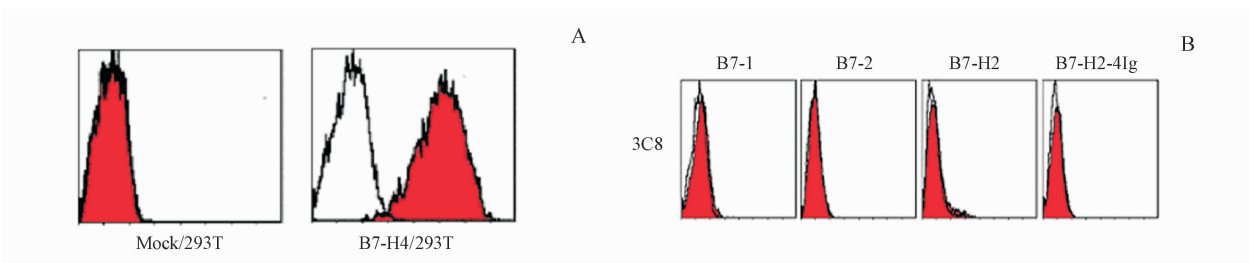 A
Mock/293T
B7-H4/293T
B
B7-1
B7-2
B7-H2
B7-H2-4Ig
3C8